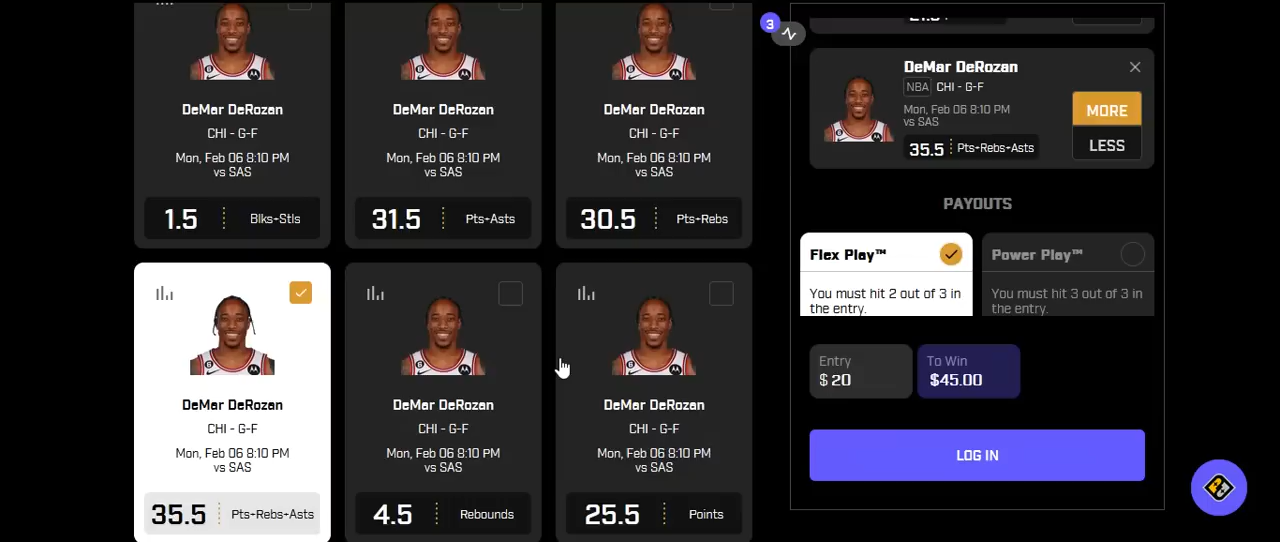 DeMar DeRozan
CHI - G-F
Mon, Feb 06 8:10 PM
vs SAS
1.5
Blks+Stls
DeMar DeRozan
CHI - G-F
Mon, Feb 06 8:10 PM
vs SAS
31.5
Pts+Asts
DeMar DeRozan
CHI - G-F
Mon, Feb 06 8:10 PM
vs SAS
30.5
Pts+Rebs
DeMar DeRozan
CHI - G-F
Mon, Feb 06 8:10 PM
vs SAS
35.5
Pts+Rebs+Asts
DeMar DeRozan
CHI - G-F
Mon, Feb 06 8:10 PM
vs SAS
4.5
Rebounds
DeMar DeRozan
CHI - G-F
Mon, Feb 06 8:10 PM
vs SAS
25.5
Points
3
DeMar DeRozan
NBA CHI - G-F
Mon, Feb 06 8:10 PM
vs SAS
35.5
Pts+Rebs+Asts
MORE
LESS
PAYOUTS
Flex Play™
You must hit 2 out of 3 in
the entry.
Power Play™
You must hit 3 out of 3 in
the entry.
Entry
$ 20
To Win
$45.00
LOG IN